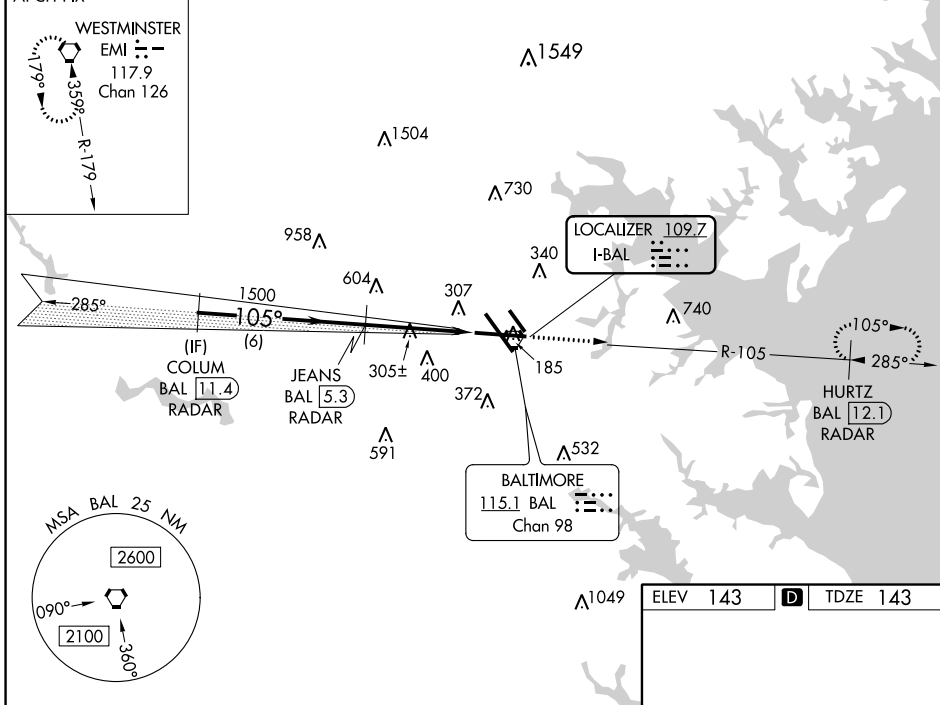 WESTMINSTER
EMI
117.9
Chan 126
179°
359°
R-179
1549
1504
730
958
LOCALIZER 109.7
I-BAL
340
604
307
740
285°
1500
105°
(6)
(IF)
COLUM
BAL 11.4
RADAR
JEANS
BAL 5.3
RADAR
305±
400
372
185
R-105
105°
285°
HURTZ
BAL 12.1
RADAR
591
532
BALTIMORE
115.1 BAL
Chan 98
MSA BAL 25 NM
2600
090°
2100
360°
1049
ELEV 143 D TDZE 143